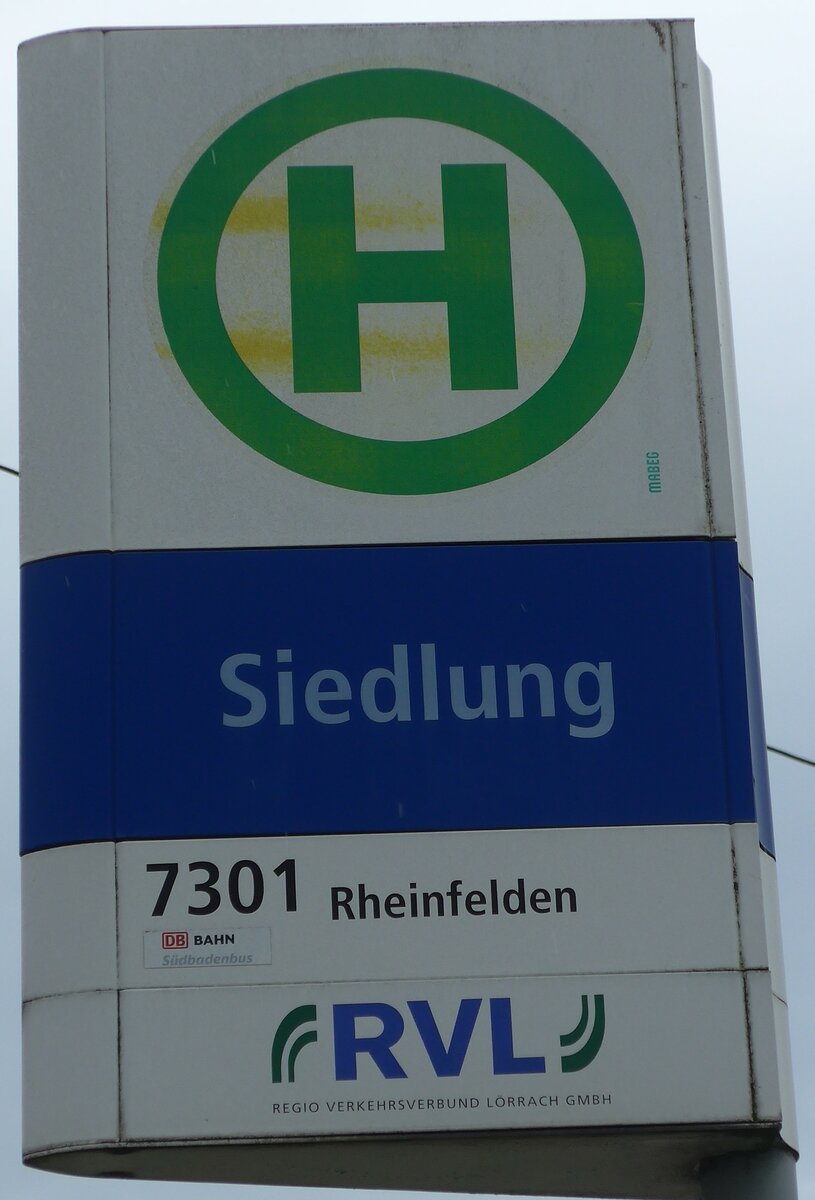 H
MABEG
Siedlung
7301 Rheinfelden
DB BAHN
Südbadenbus
RVL
REGIO VERKEHRSVERBUND LÖRRACH GMBH